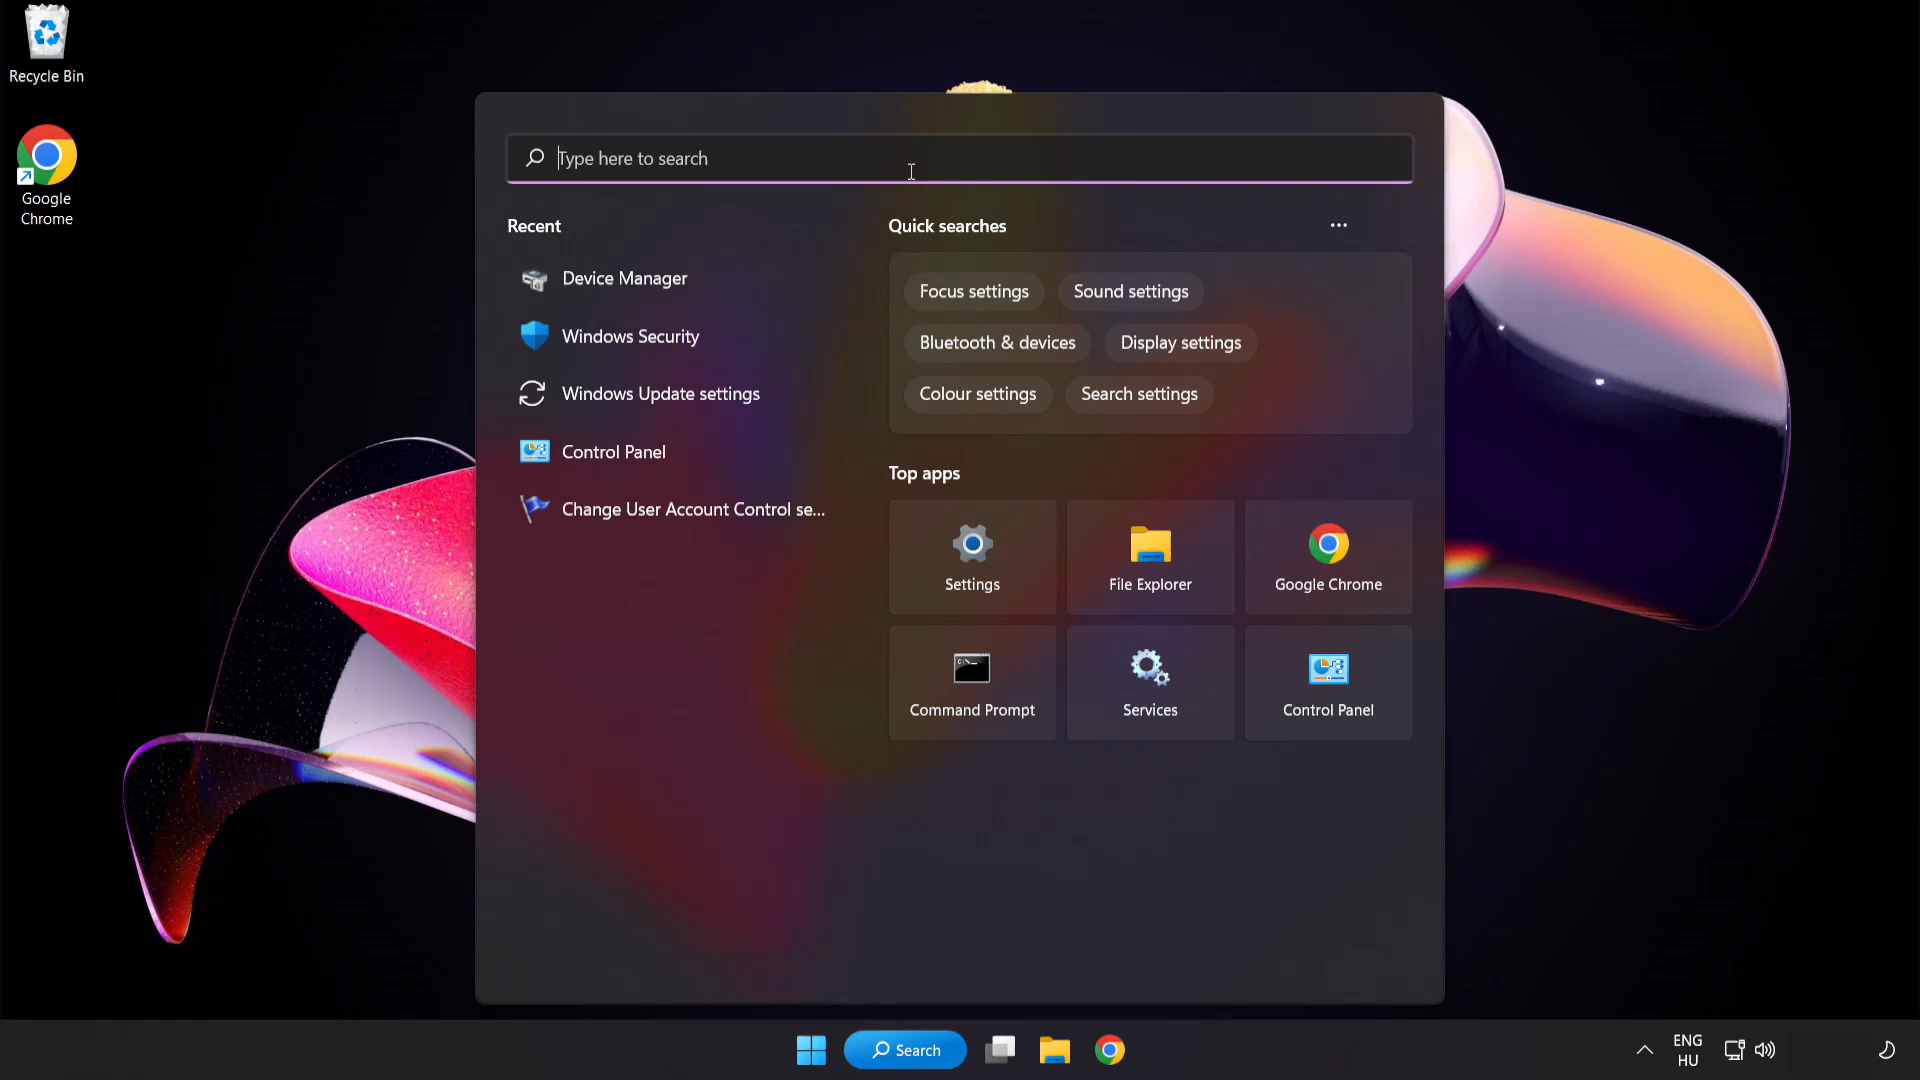 Recycle Bin
Google
Chrome
Type here to search
Recent
Device Manager
Windows Security
Windows Update settings
Control Panel
Change User Account Control se...
Quick searches
Focus settings
Sound settings
Bluetooth & devices
Display settings
Colour settings
Search settings
Top apps
Settings
File Explorer
Google Chrome
Command Prompt
Services
Control Panel
Search
ENG
HU